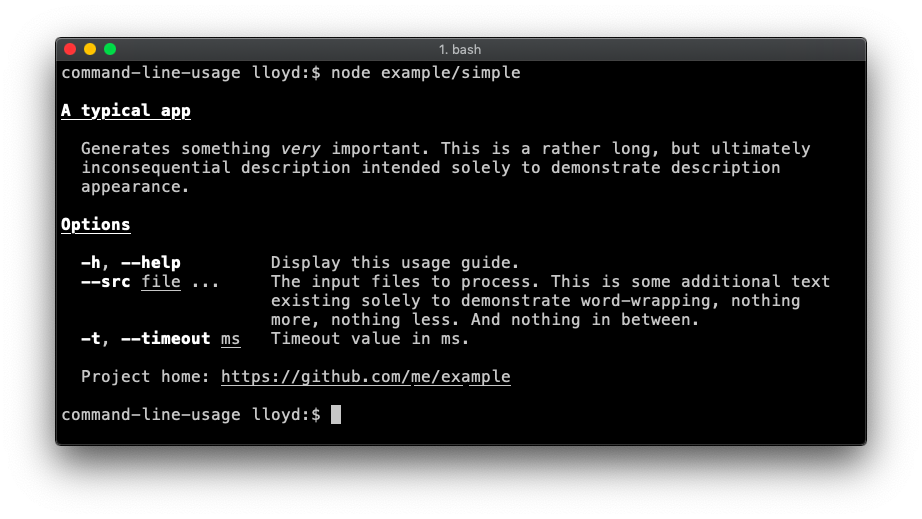 1. bash
command-line-usage lloyd:$ node example/simple
A typical app
Generates something very important. This is a rather long, but ultimately
inconsequential description intended solely to demonstrate description
appearance.
Options
-h, --help Display this usage guide.
--src file ... The input files to process. This is some additional text
existing solely to demonstrate word-wrapping, nothing
more, nothing less. And nothing in between.
-t, --timeout ms Timeout value in ms.
Project home: https://github.com/me/example
command-line-usage lloyd:$